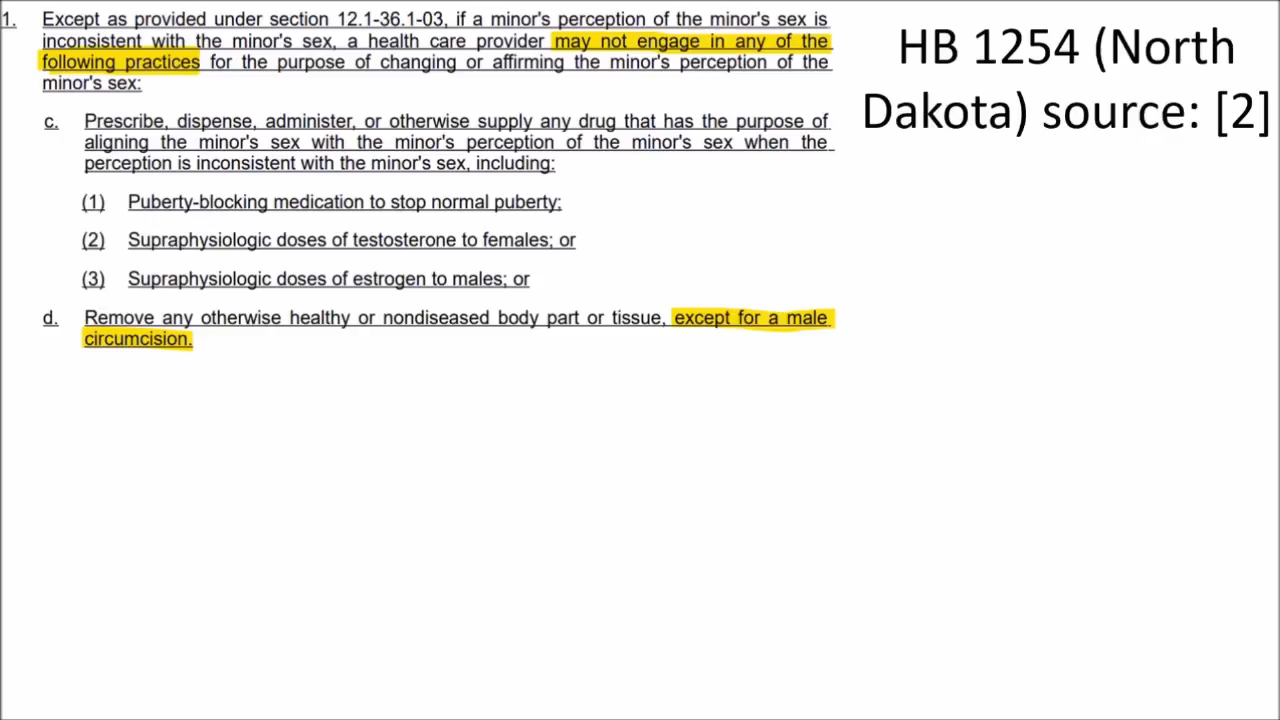 1. Except as provided under section 12.1-36.1-03, if a minor's perception of the minor's sex is
inconsistent with the minor's sex, a health care provider may not engage in any of the
following practices for the purpose of changing or affirming the minor's perception of the
minor's sex:
c. Prescribe, dispense, administer, or otherwise supply any drug that has the purpose of
aligning the minor's sex with the minor's perception of the minor's sex when the
perception is inconsistent with the minor's sex, including:
(1) Puberty-blocking medication to stop normal puberty;
(2) Supraphysiologic doses of testosterone to females; or
(3) Supraphysiologic doses of estrogen to males; or
d. Remove any otherwise healthy or nondiseased body part or tissue, except for a male
circumcision.
HB 1254 (North
Dakota) source: [2]